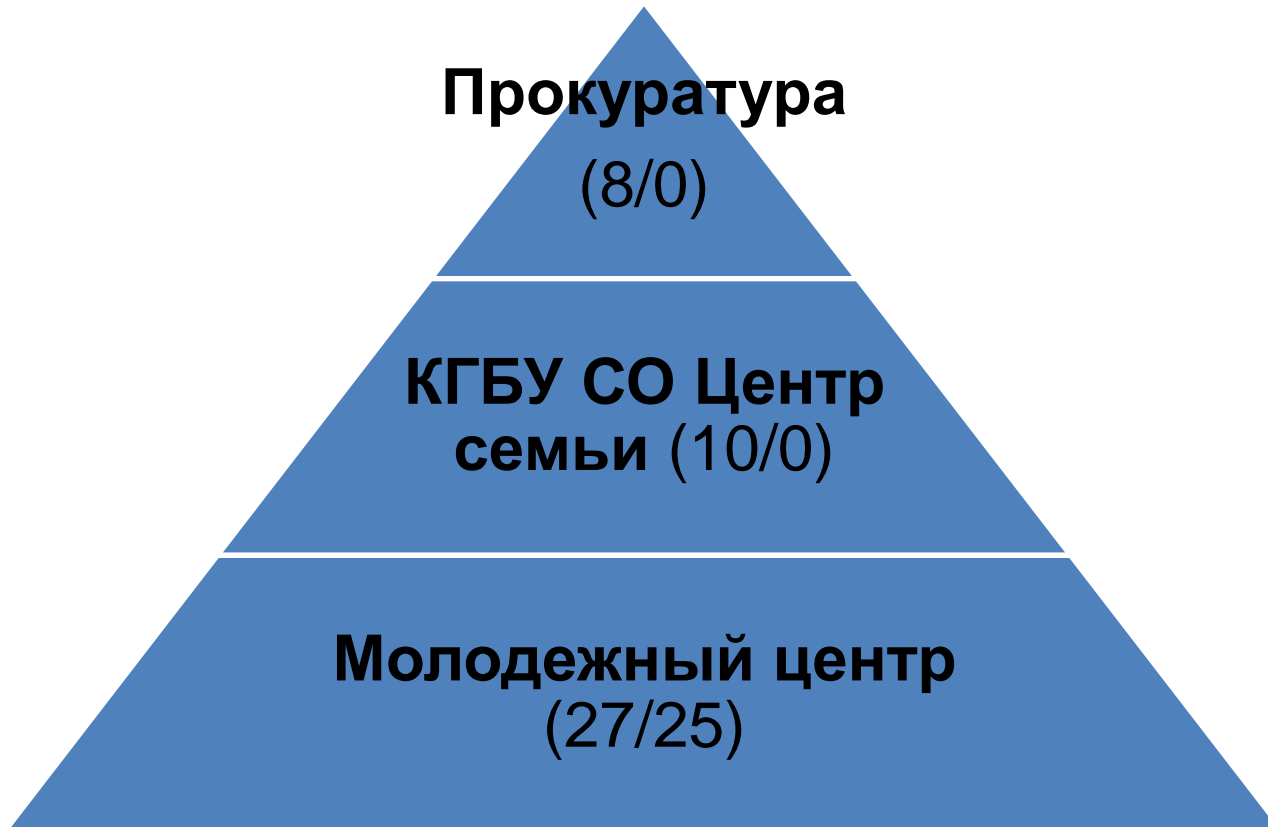 Прокуратура
(8/0)
КГБУ СО Центр
семьи (10/0)
Молодежный центр
(27/25)